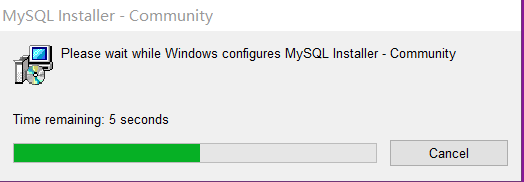 MySQL Installer - Community
Please wait while Windows configures MySQL Installer - Community
Time remaining: 5 seconds
Cancel